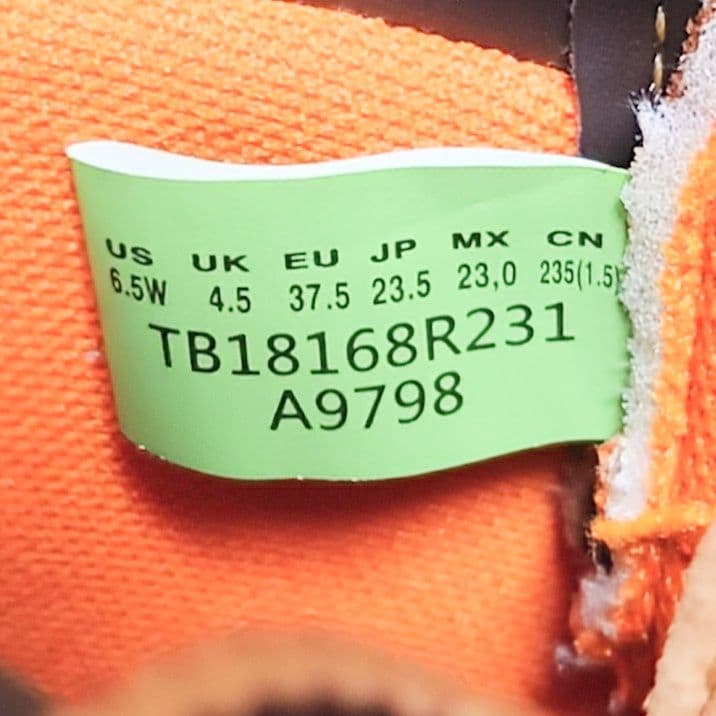 US UK EU JP MX CN
6.5W 4.5 37.5 23.5 23,0 235(1.5)
TB18168R231
A9798